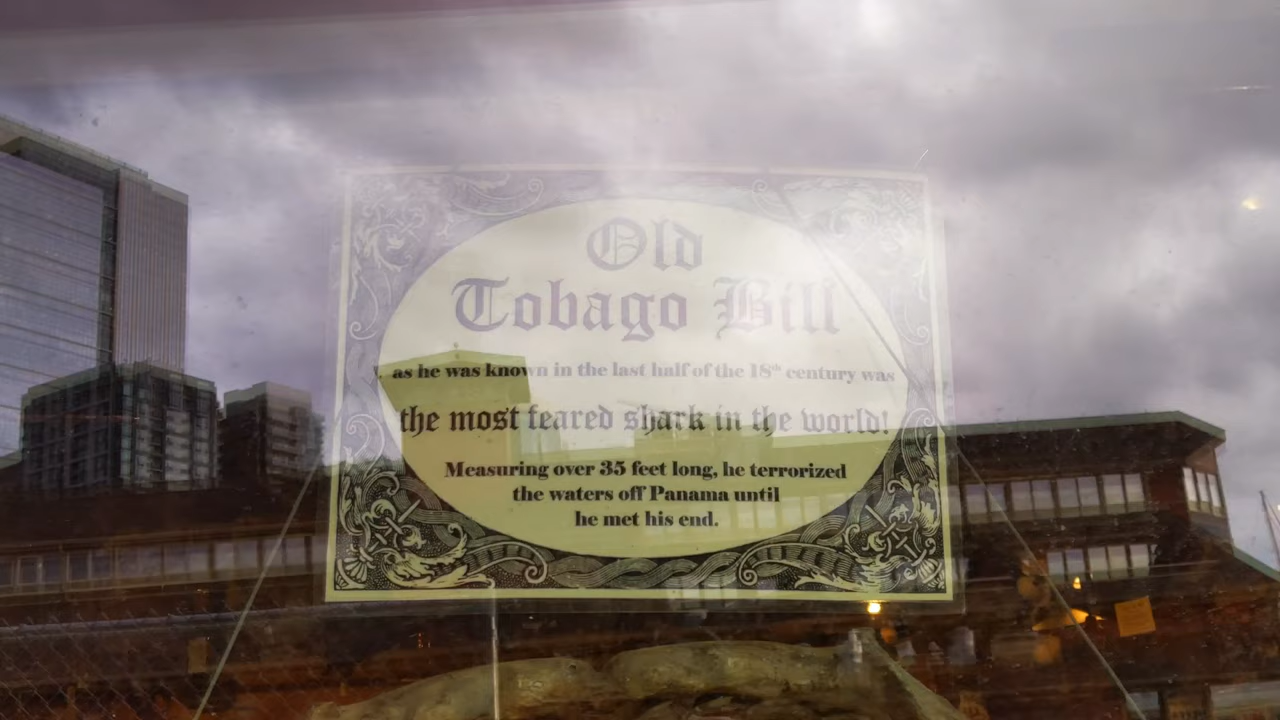 Old
Tobago Bill
as he was known in the last half of the 18th century was
the most feared shark in the world!
Measuring over 35 feet long, he terrorized
the waters off Panama until
he met his end.